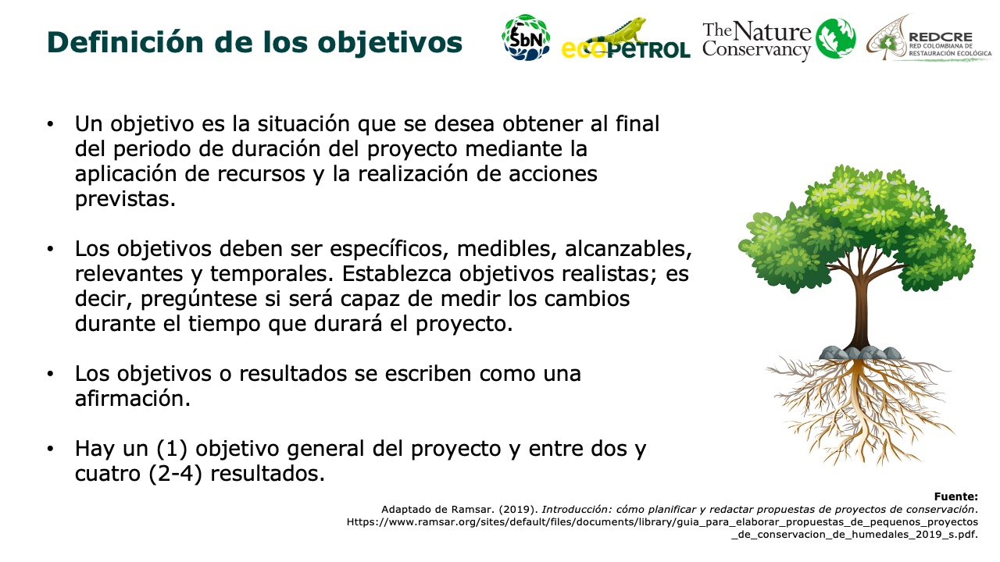 Definición de los objetivos
SbN
ecoPETROL
The Nature
Conservancy
REDCRE
RED COLOMBIANA DE
RESTAURACIÓN ECOLÓGICA
• Un objetivo es la situación que se desea obtener al final
del periodo de duración del proyecto mediante la
aplicación de recursos y la realización de acciones
previstas.
• Los objetivos deben ser específicos, medibles, alcanzables,
relevantes y temporales. Establezca objetivos realistas; es
decir, pregúntese si será capaz de medir los cambios
durante el tiempo que durará el proyecto.
• Los objetivos o resultados se escriben como una
afirmación.
• Hay un (1) objetivo general del proyecto y entre dos y
cuatro (2-4) resultados.
Fuente:
Adaptado de Ramsar. (2019). Introducción: cómo planificar y redactar propuestas de proyectos de conservación.
Https://www.ramsar.org/sites/default/files/documents/library/guia_para_elaborar_propuestas_de_pequenos_proyectos
_de_conservacion_de_humedales_2019_s.pdf.